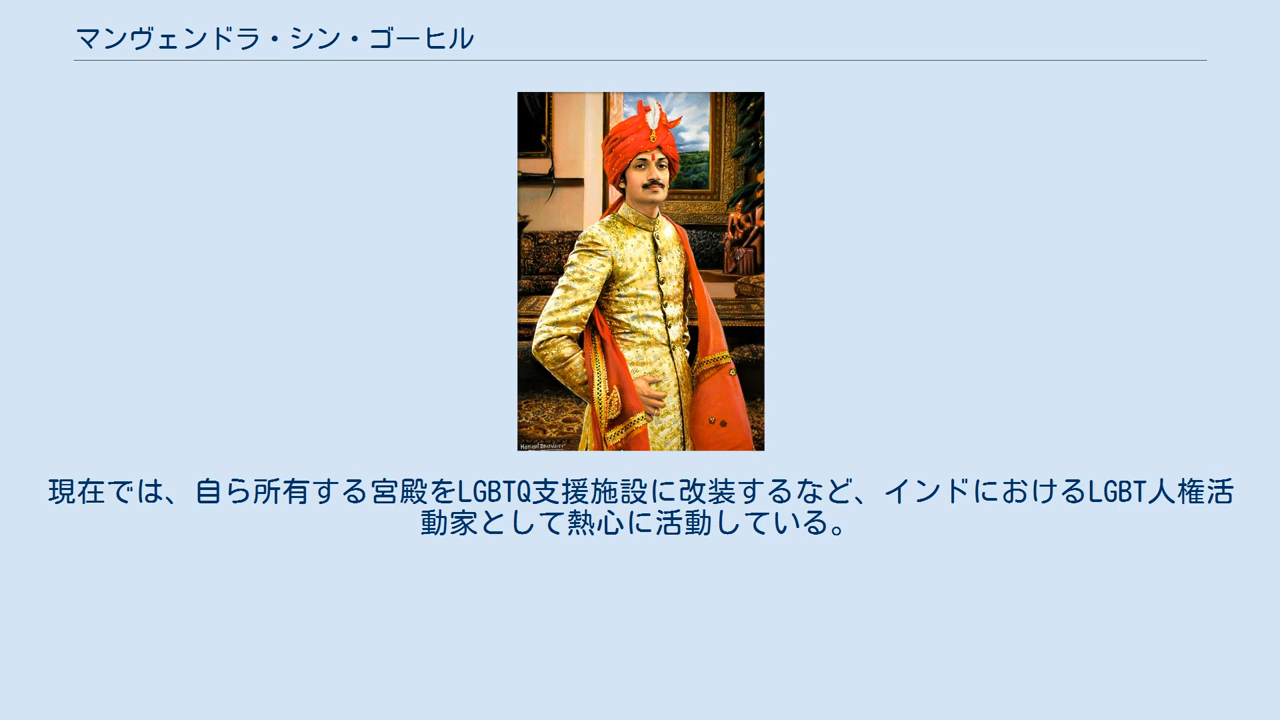 マンヴェンドラ・シン・ゴーヒル
現在では、自ら所有する宮殿をLGBTQ支援施設に改装するなど、インドにおけるLGBT人権活
動家として熱心に活動している。